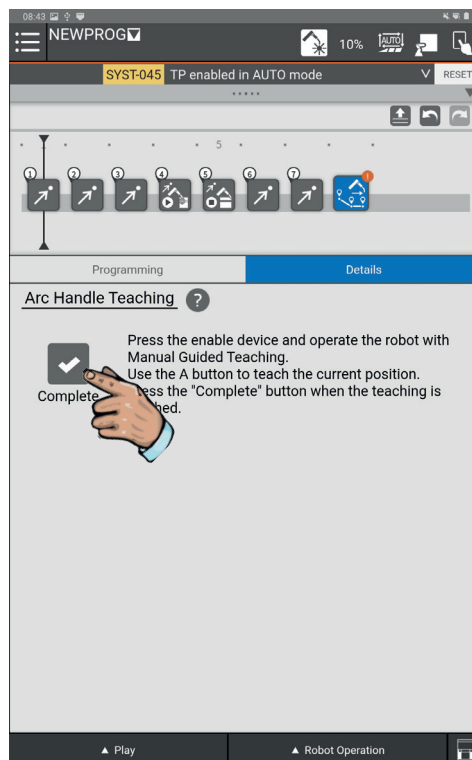 08:43
NEWPROG
10%
AUTO
SYST-045 TP enabled in AUTO mode
RESET
5
1 2 3 4 5 6 7 !
Programming
Details
Arc Handle Teaching ?
Press the enable device and operate the robot with
Manual Guided Teaching.
Use the A button to teach the current position.
the "Complete" button when the teaching is
Complete
▲ Play
▲ Robot Operation